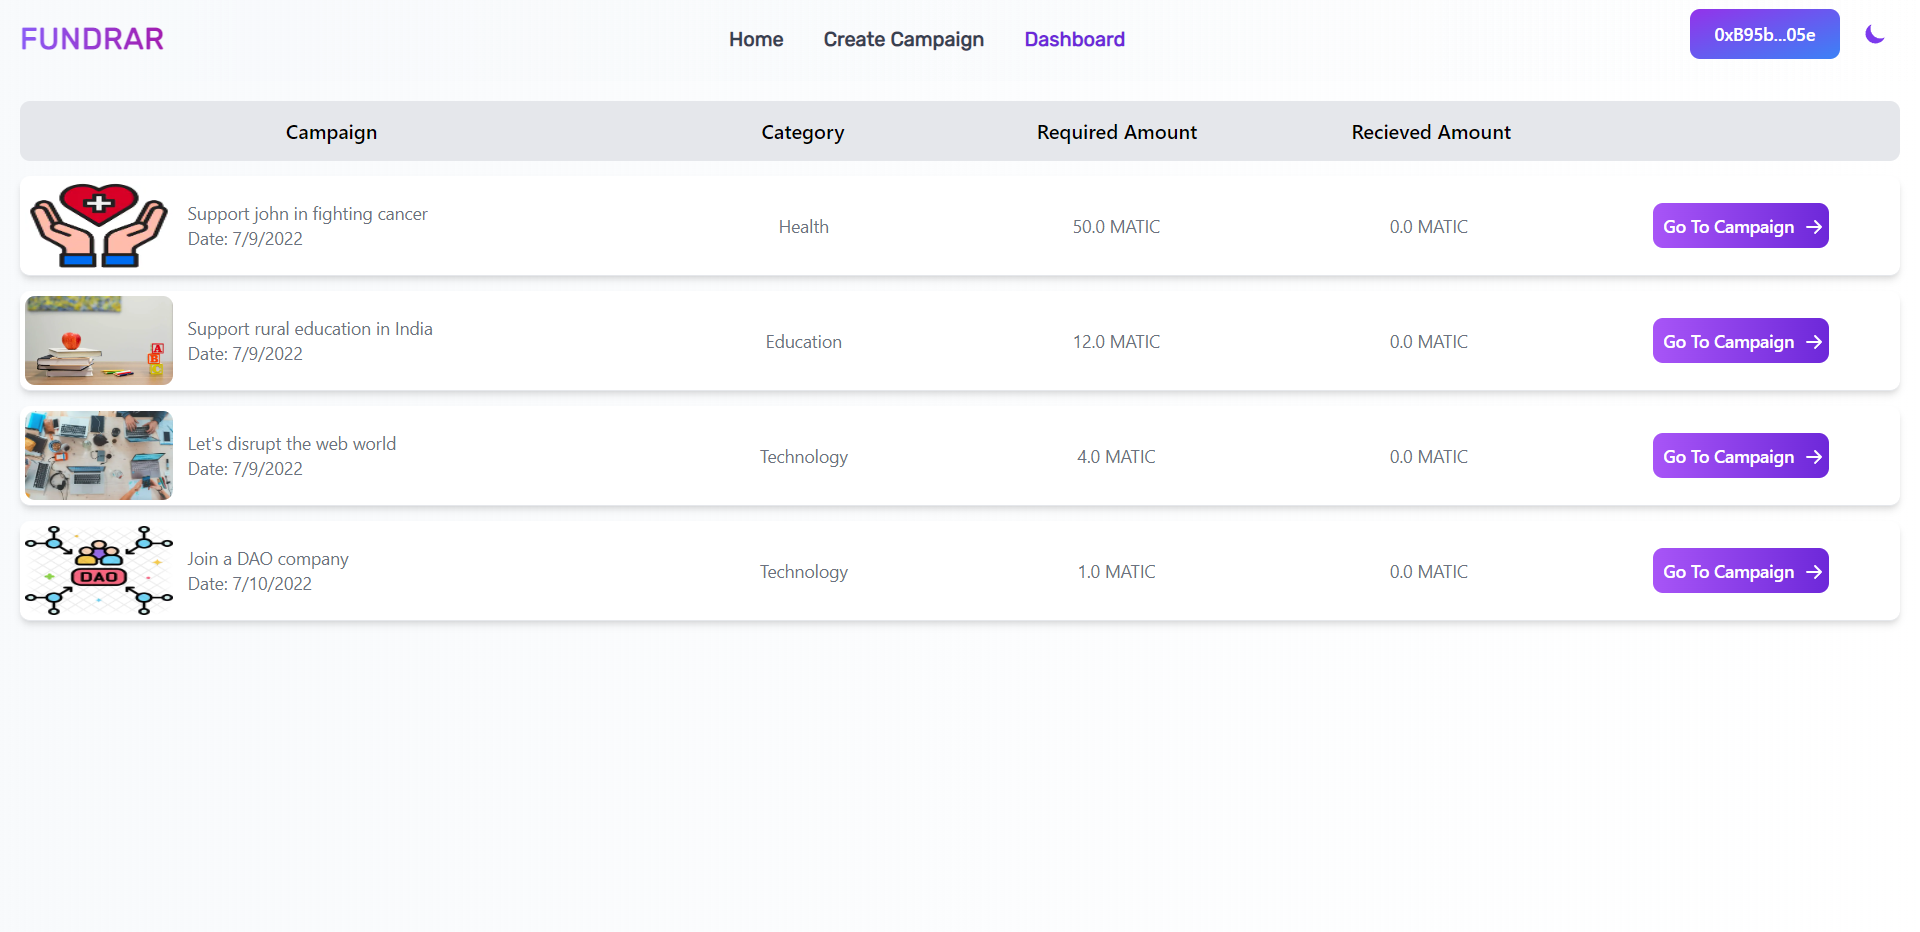 FUNDRAR
Home Create Campaign Dashboard
0xB95b...05e
Campaign Category Required Amount Recieved Amount
Support john in fighting cancer
Date: 7/9/2022
Health 50.0 MATIC 0.0 MATIC Go To Campaign →
A
B
Support rural education in India
Date: 7/9/2022
Education 12.0 MATIC 0.0 MATIC Go To Campaign →
Let's disrupt the web world
Date: 7/9/2022
Technology 4.0 MATIC 0.0 MATIC Go To Campaign →
DAO
Join a DAO company
Date: 7/10/2022
Technology 1.0 MATIC 0.0 MATIC Go To Campaign →